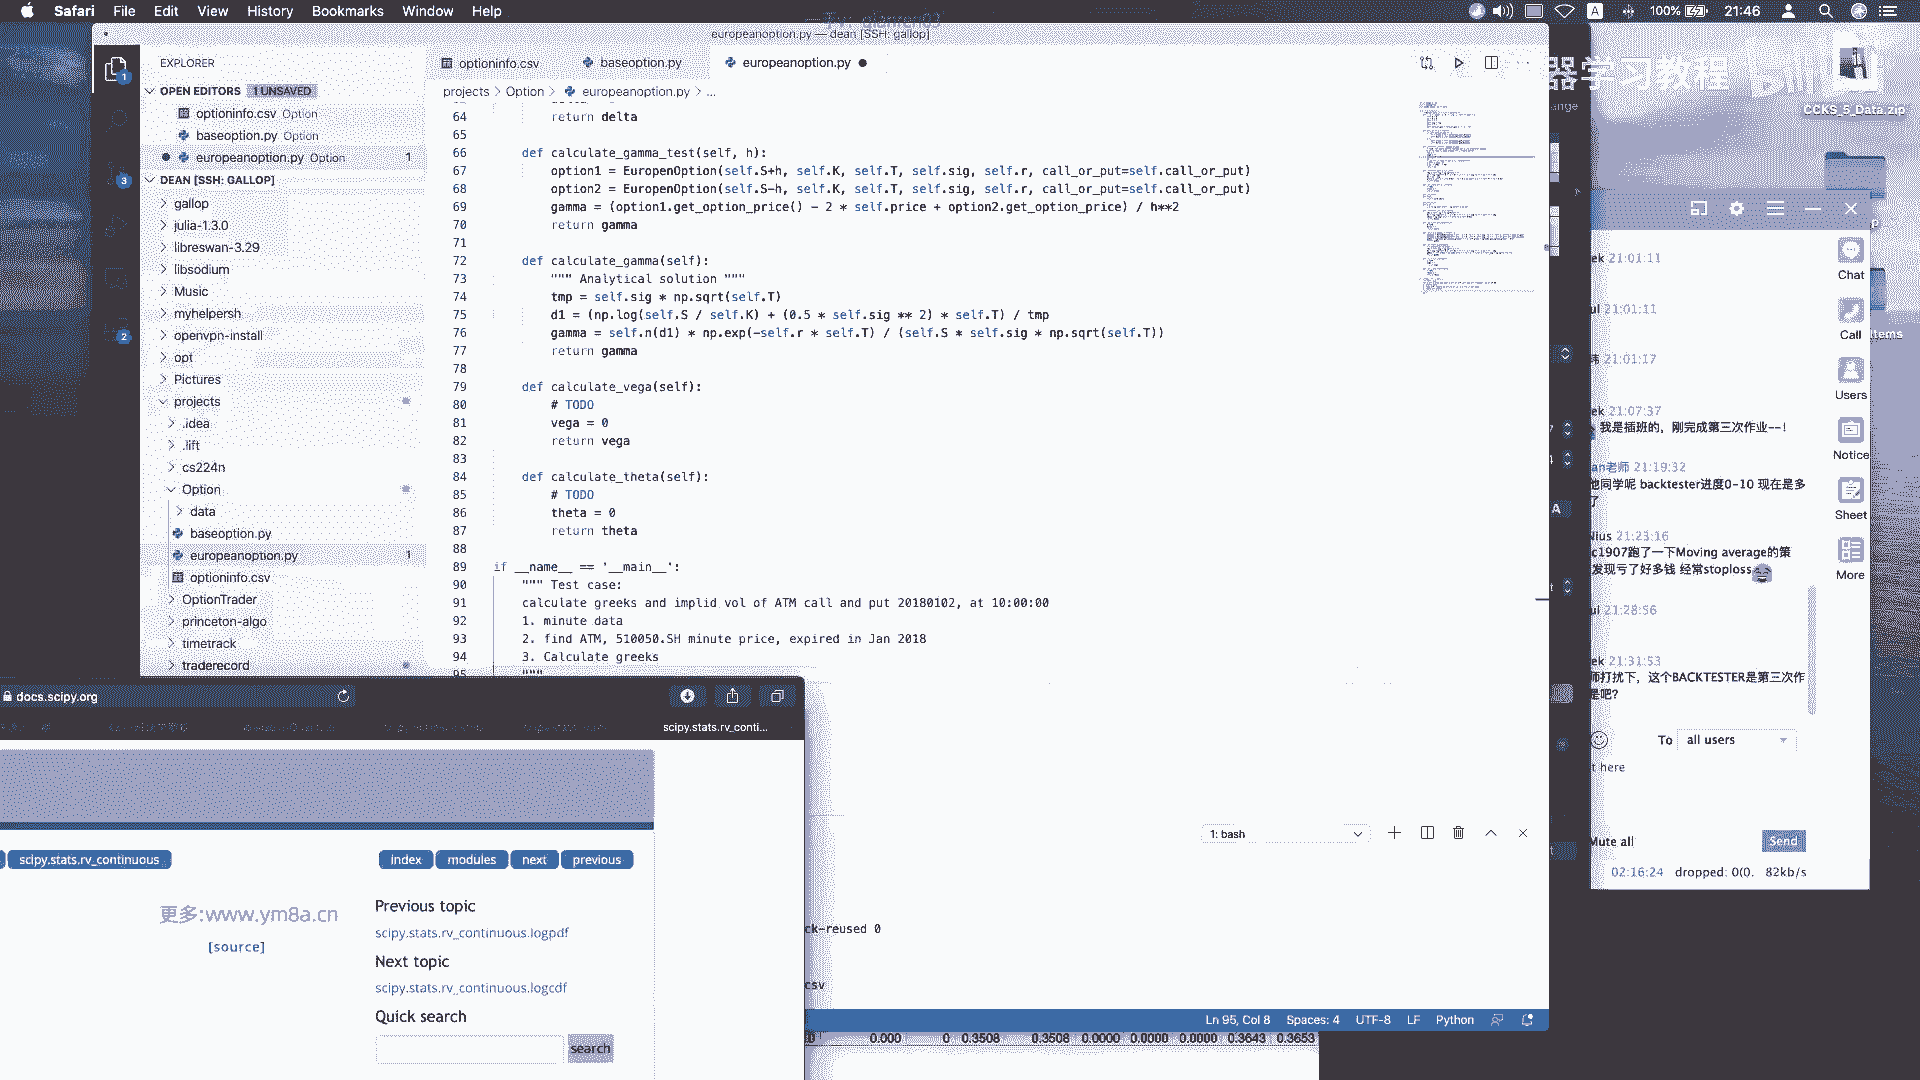 Safari File Edit View History Bookmarks Window Help
100% 21:46
europeanoption.py — dean [SSH: gallop]
器学习教程
CCKS_5_Data.zip
EXPLORER
OPEN EDITORS 1 UNSAVED
optioninfo.csv Option
baseoption.py Option
europeanoption.py Option 1
DEAN [SSH: GALLOP]
gallop
julia-1.3.0
libreswan-3.29
libsodium
Music
myhelpersh
openvpn-install
opt
Pictures
projects
.idea
.lift
cs224n
Option
data
baseoption.py
europeanoption.py 1
optioninfo.csv
OptionTrader
princeton-algo
timetrack
traderecord
optioninfo.csv baseoption.py europeanoption.py
projects > Option > europeanoption.py > ...
64 return delta
65
66 def calculate_gamma_test(self, h):
67 option1 = EuropenOption(self.S+h, self.K, self.T, self.sig, self.r, call_or_put=self.call_or_put)
68 option2 = EuropenOption(self.S-h, self.K, self.T, self.sig, self.r, call_or_put=self.call_or_put)
69 gamma = (option1.get_option_price() - 2 * self.price + option2.get_option_price) / h**2
70 return gamma
71
72 def calculate_gamma(self):
73 """ Analytical solution """
74 tmp = self.sig * np.sqrt(self.T)
75 d1 = (np.log(self.S / self.K) + (0.5 * self.sig ** 2) * self.T) / tmp
76 gamma = self.n(d1) * np.exp(-self.r * self.T) / (self.S * self.sig * np.sqrt(self.T))
77 return gamma
78
79 def calculate_vega(self):
80 # TODO
81 vega = 0
82 return vega
83
84 def calculate_theta(self):
85 # TODO
86 theta = 0
87 return theta
88
89 if __name__ == '__main__':
90 """ Test case:
91 calculate greeks and implid vol of ATM call and put 20180102, at 10:00:00
92 1. minute data
93 2. find ATM, 510050.SH minute price, expired in Jan 2018
94 3. Calculate greeks
95 """
1: bash
ck-reused 0
csv
Ln 95, Col 8 Spaces: 4 UTF-8 LF Python
0.000 0 0.3508 0.3508 0.0000 0.0000 0.0000 0.3643 0.3653
docs.scipy.org
scipy.stats.rv_conti...
scipy.stats.rv_continuous
index modules next previous
更多:www.ym8a.cn
[source]
Previous topic
scipy.stats.rv_continuous.logpdf
Next topic
scipy.stats.rv_continuous.logcdf
Quick search
search
ek 21:01:11
ul 21:01:11
21:01:17
ek 21:07:37
我是插班的，刚完成第三次作业--！
an老师 21:19:32
他同学呢 backtester进度0-10 现在是多
了
Nius 21:23:16
c1907跑了一下Moving average的策
发现亏了好多钱 经常stoploss
ul 21:28:56
ek 21:31:53
师打扰下，这个BACKTESTER是第三次作
是吧？
To all users
t here
Mute all
Send
02:16:24 dropped: 0(0. 82kb/s
Chat
Call
Users
Notice
Sheet
More